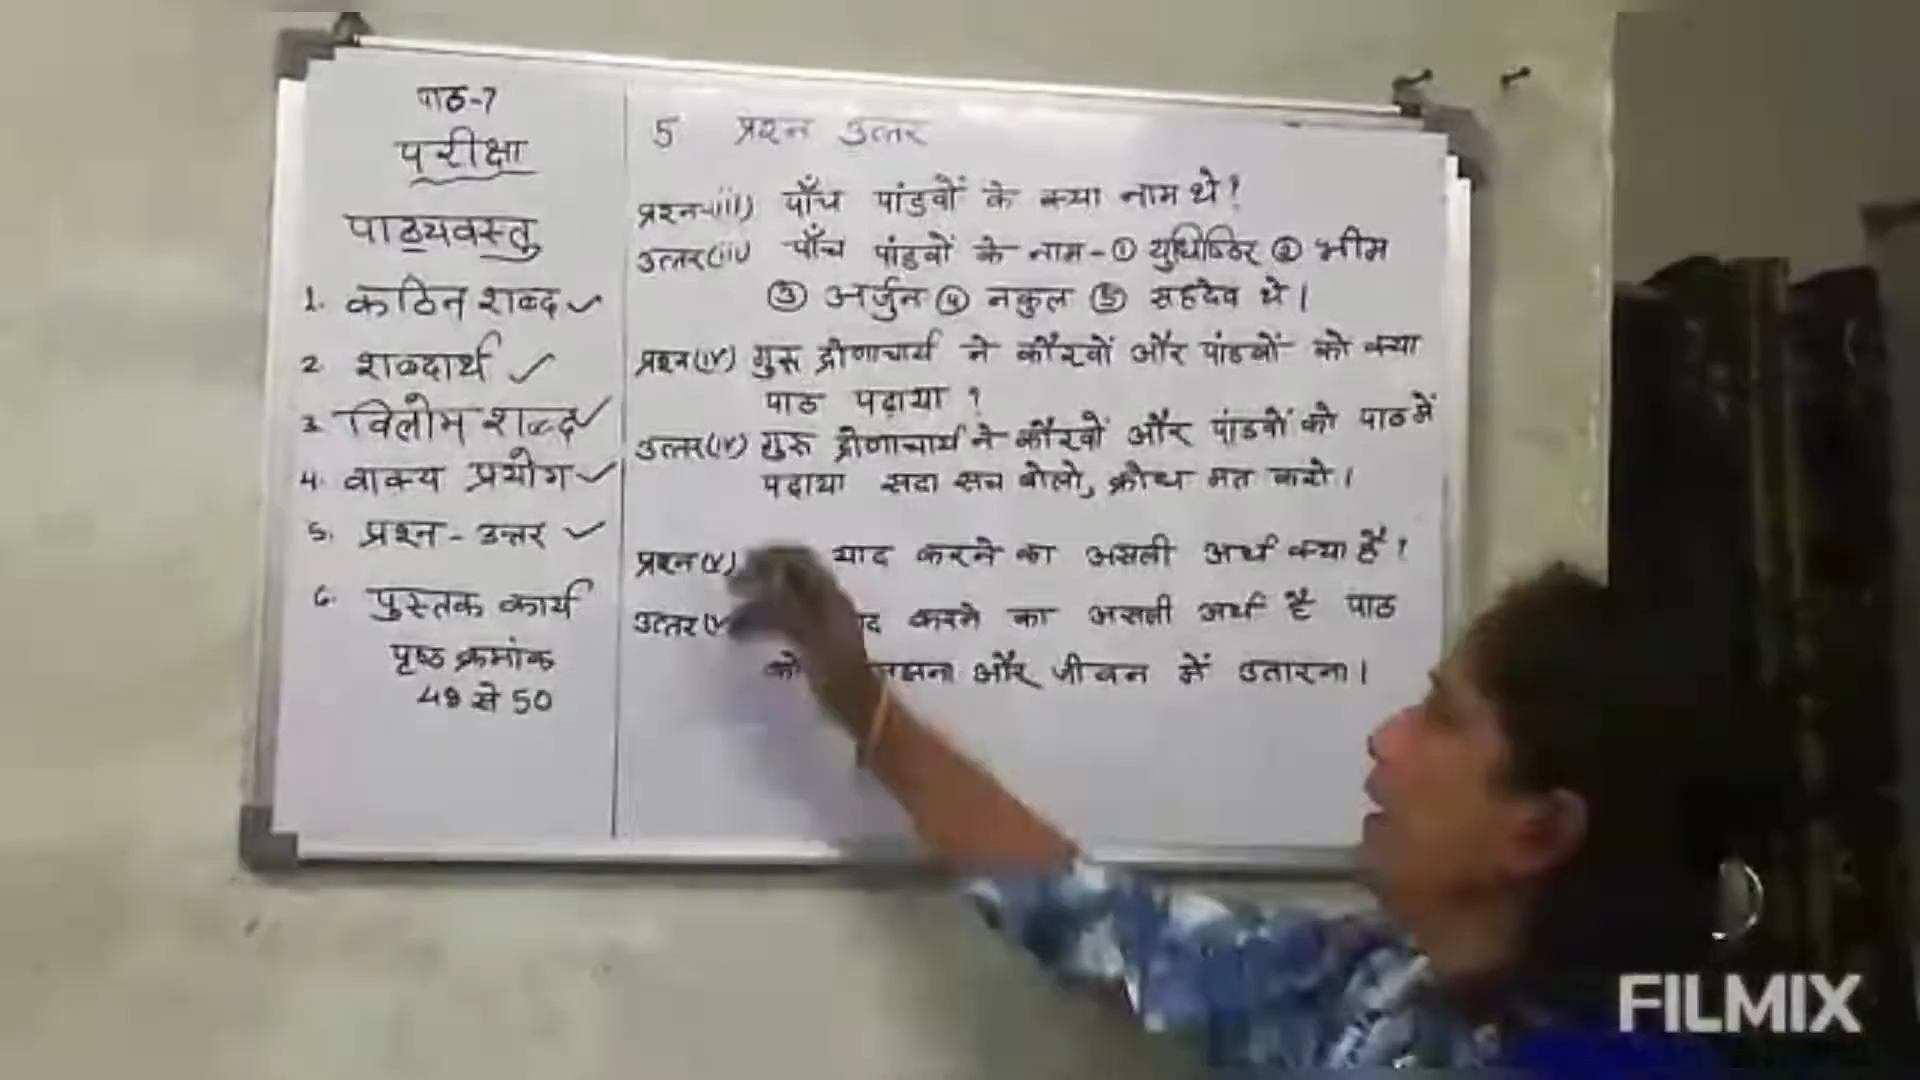 पाठ-7
परीक्षा
पाठ्यवस्तु
1. कठिन शब्द ✓
2. शब्दार्थ ✓
3. विलोम शब्द ✓
4. वाक्य प्रयोग ✓
5. प्रश्न-उत्तर ✓
6. पुस्तक कार्य
पृष्ठ क्रमांक
48 से 50
5 प्रश्न उत्तर
प्रश्न(iii) पाँच पांडवों के क्या नाम थे?
उत्तर(iii) पाँच पांडवों के नाम-① युधिष्ठिर ② भीम
③ अर्जुन ④ नकुल ⑤ सहदेव थे।
प्रश्न(iv) गुरु द्रोणाचार्य ने कौरवों और पांडवों को क्या
पाठ पढ़ाया ?
उत्तर(iv) गुरु द्रोणाचार्य ने कौरवों और पांडवों को पाठ में
पढ़ाया सदा सच बोलो, क्रोध मत करो।
प्रश्न(v) याद करने का असली अर्थ क्या है?
उत्तर(v) करने का असली अर्थ है पाठ
को और जीवन में उतारना।
FILMIX